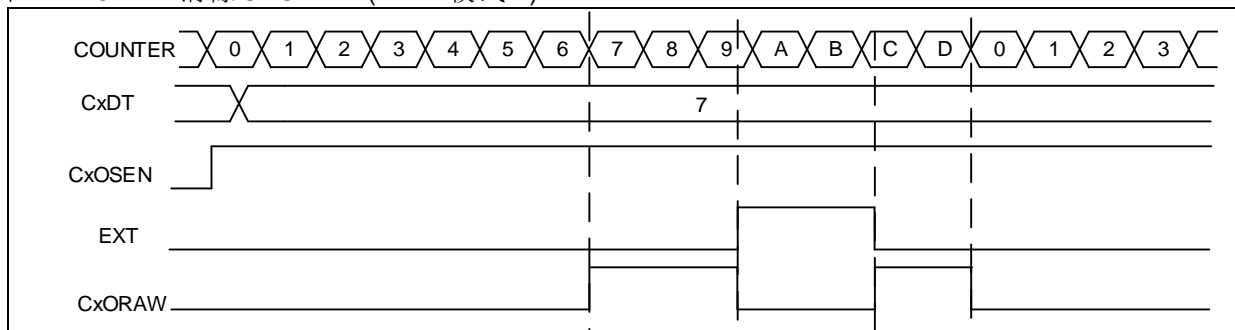 COUNTER 0 1 2 3 4 5 6 7 8 9 A B C D 0 1 2 3
CxDT 7
CxOSEN
EXT
CxORAW